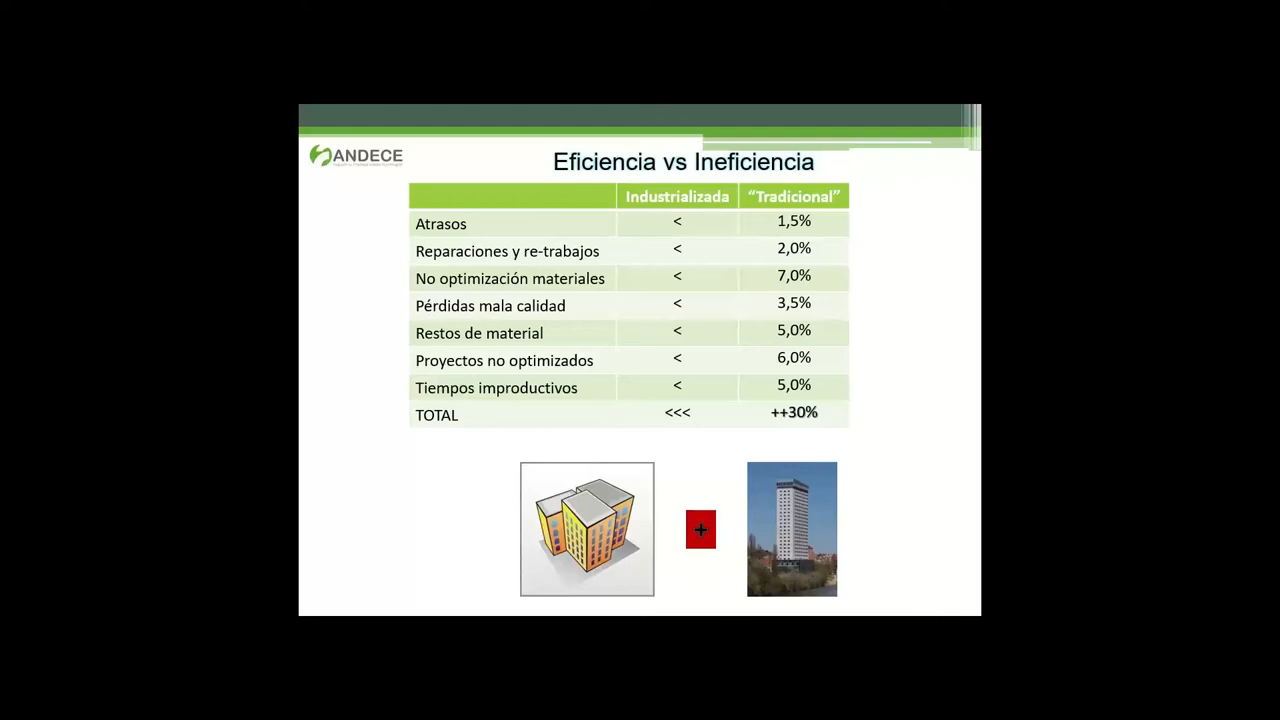 ANDECE
Eficiencia vs Ineficiencia
Industrializada “Tradicional”
Atrasos < 1,5%
Reparaciones y re-trabajos < 2,0%
No optimización materiales < 7,0%
Pérdidas mala calidad < 3,5%
Restos de material < 5,0%
Proyectos no optimizados < 6,0%
Tiempos improductivos < 5,0%
TOTAL <<< ++30%
+